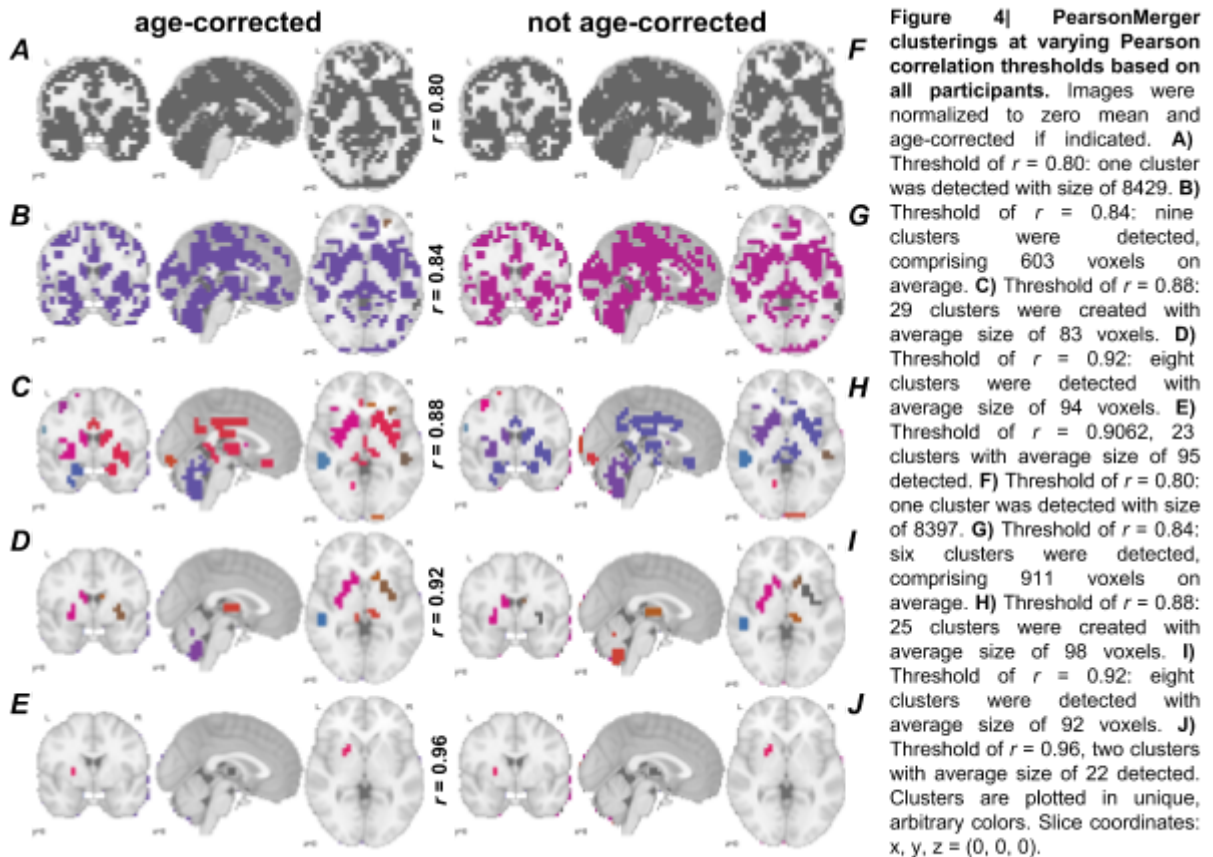 age-corrected
not age-corrected
A
L
R
r = 0.80
F
B
r = 0.84
G
C
L
R
r = 0.88
H
D
r = 0.92
I
E
L
R
r = 0.96
J
Figure 4| PearsonMerger
clusterings at varying Pearson
correlation thresholds based on
all participants. Images were
normalized to zero mean and
age-corrected if indicated. A)
Threshold of r = 0.80: one cluster
was detected with size of 8429. B)
Threshold of r = 0.84: nine
clusters were detected,
comprising 603 voxels on
average. C) Threshold of r = 0.88:
29 clusters were created with
average size of 83 voxels. D)
Threshold of r = 0.92: eight
clusters were detected with
average size of 94 voxels. E)
Threshold of r = 0.9062, 23
clusters with average size of 95
detected. F) Threshold of r = 0.80:
one cluster was detected with size
of 8397. G) Threshold of r = 0.84:
six clusters were detected,
comprising 911 voxels on
average. H) Threshold of r = 0.88:
25 clusters were created with
average size of 98 voxels. I)
Threshold of r = 0.92: eight
clusters were detected with
average size of 92 voxels. J)
Threshold of r = 0.96, two clusters
with average size of 22 detected.
Clusters are plotted in unique,
arbitrary colors. Slice coordinates:
x, y, z = (0, 0, 0).